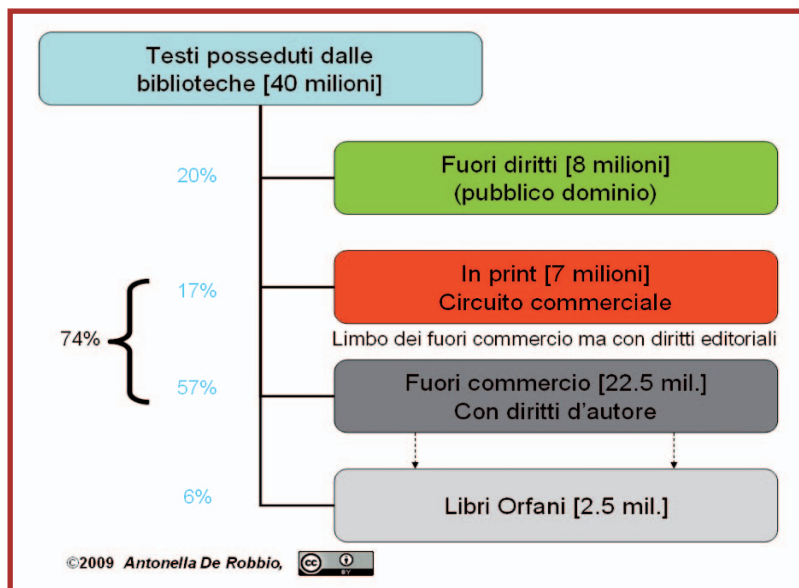 Testi posseduti dalle
biblioteche [40 milioni]
20%
Fuori diritti [8 milioni]
(pubblico dominio)
17%
In print [7 milioni]
Circuito commerciale
74%
Limbo dei fuori commercio ma con diritti editoriali
57%
Fuori commercio [22.5 mil.]
Con diritti d'autore
6%
Libri Orfani [2.5 mil.]
©2009 Antonella De Robbio,
cc
BY